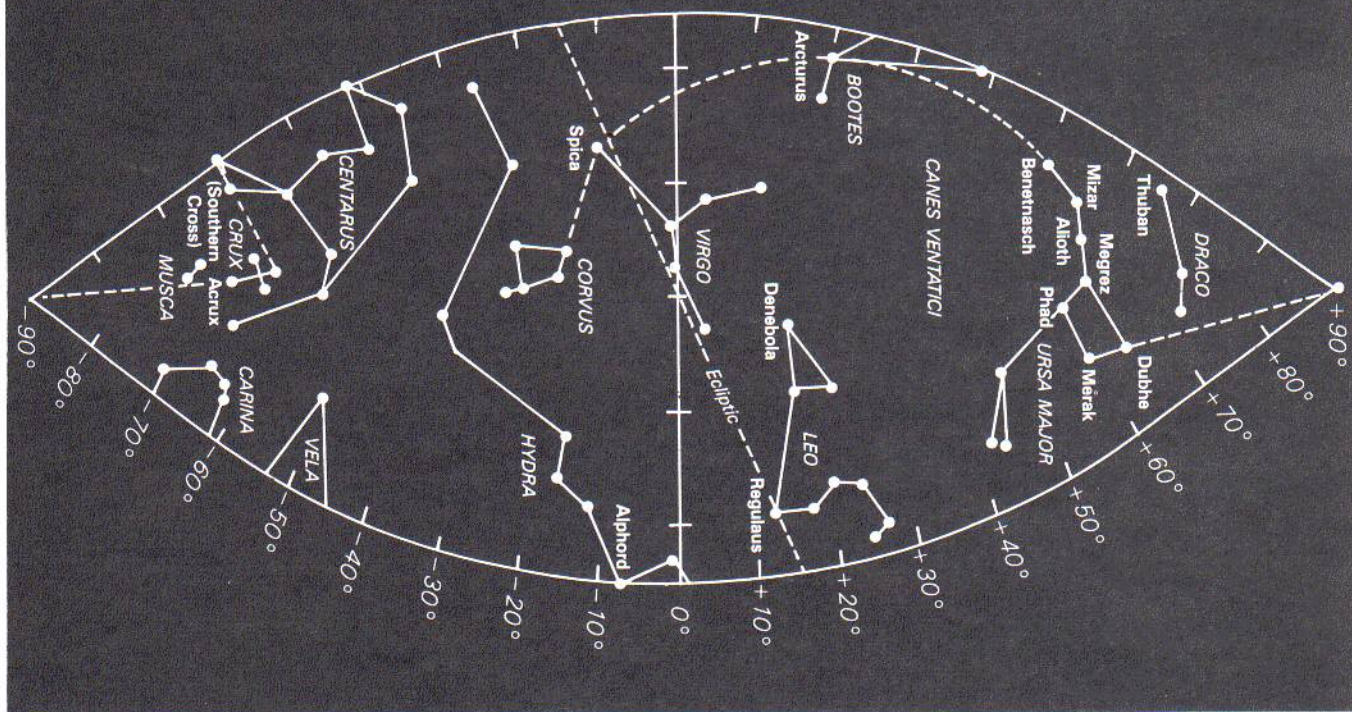 +90°
+80°
+70°
+60°
+50°
+40°
+30°
+20°
+10°
0°
−10°
−20°
−30°
−40°
−50°
−60°
−70°
−80°
−90°
DRACO
Thuban
Dubhe
Megrez
Merak
Mizar
Alioth
Benetnasch
Phad
URSA MAJOR
CANES VENTATICI
BOOTES
Arcturus
LEO
Denebola
Regulaus
Ecliptic
VIRGO
Spica
CORVUS
Alphord
HYDRA
CENTARUS
VELA
CRUX
(Southern
Cross)
Acrux
CARINA
MUSCA